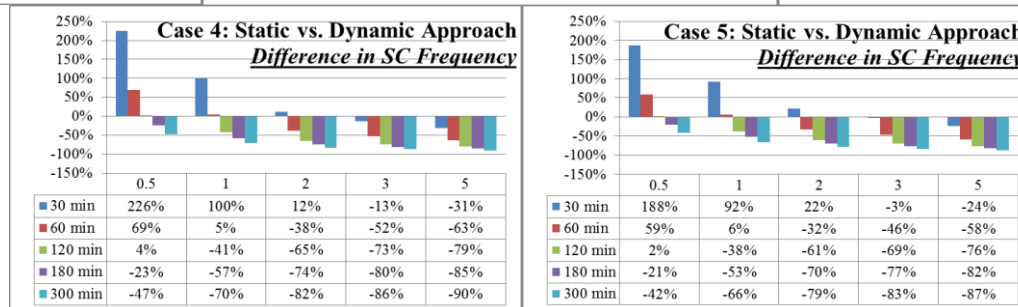 Case 4: Static vs. Dynamic Approach
Difference in SC Frequency
250%
200%
150%
100%
50%
0%
-50%
-100%
-150%
0.5 1 2 3 5
30 min 226% 100% 12% -13% -31%
60 min 69% 5% -38% -52% -63%
120 min 4% -41% -65% -73% -79%
180 min -23% -57% -74% -80% -85%
300 min -47% -70% -82% -86% -90%
Case 5: Static vs. Dynamic Approach
Difference in SC Frequency
250%
200%
150%
100%
50%
0%
-50%
-100%
-150%
0.5 1 2 3 5
30 min 188% 92% 22% -3% -24%
60 min 59% 6% -32% -46% -58%
120 min 2% -38% -61% -69% -76%
180 min -21% -53% -70% -77% -82%
300 min -42% -66% -79% -83% -87%